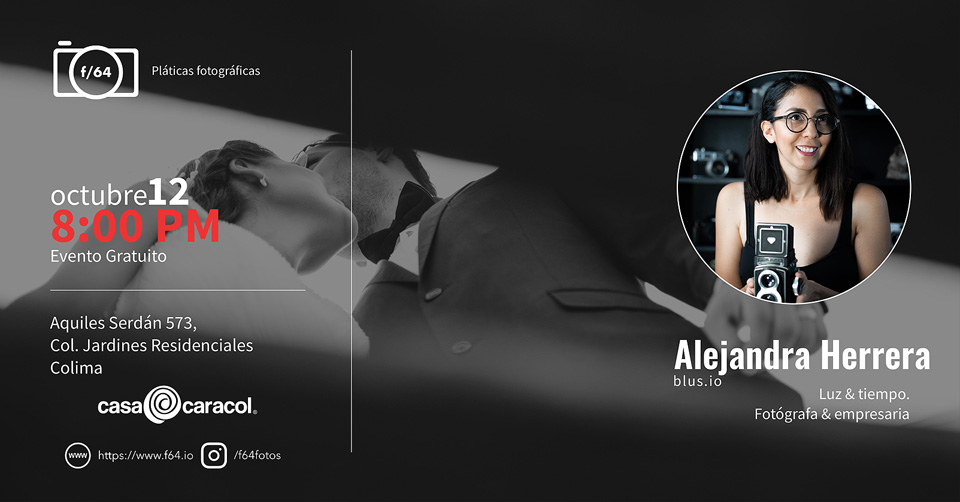 f/64
Pláticas fotográficas
octubre12
8:00 PM
Evento Gratuito
Aquiles Serdán 573,
Col. Jardines Residenciales
Colima
casa caracol®
www
https://www.f64.io
/f64fotos
Alejandra Herrera
blus.io
Luz & tiempo.
Fotógrafa & empresaria